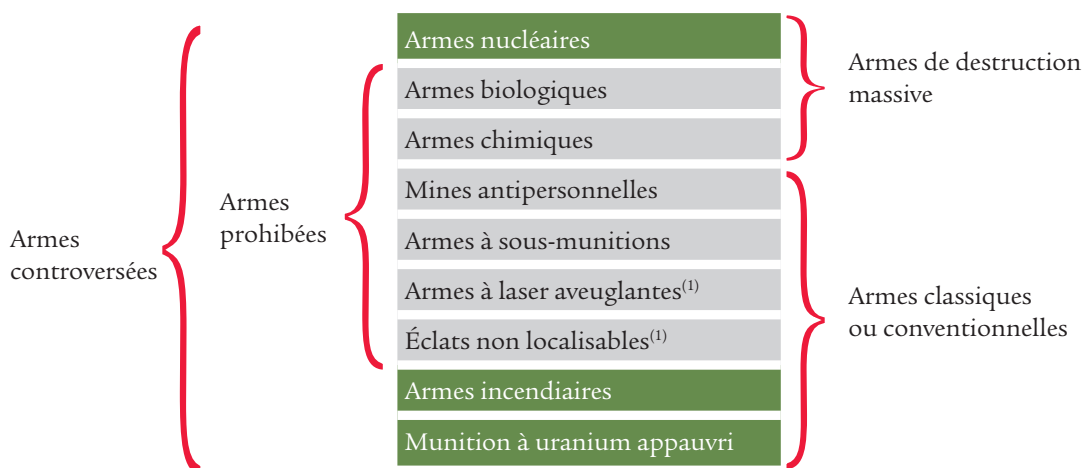 Armes
controversées
Armes
prohibées
Armes nucléaires
Armes biologiques
Armes chimiques
Mines antipersonnelles
Armes à sous-munitions
Armes à laser aveuglantes(1)
Éclats non localisables(1)
Armes incendiaires
Munition à uranium appauvri
Armes de destruction
massive
Armes classiques
ou conventionnelles